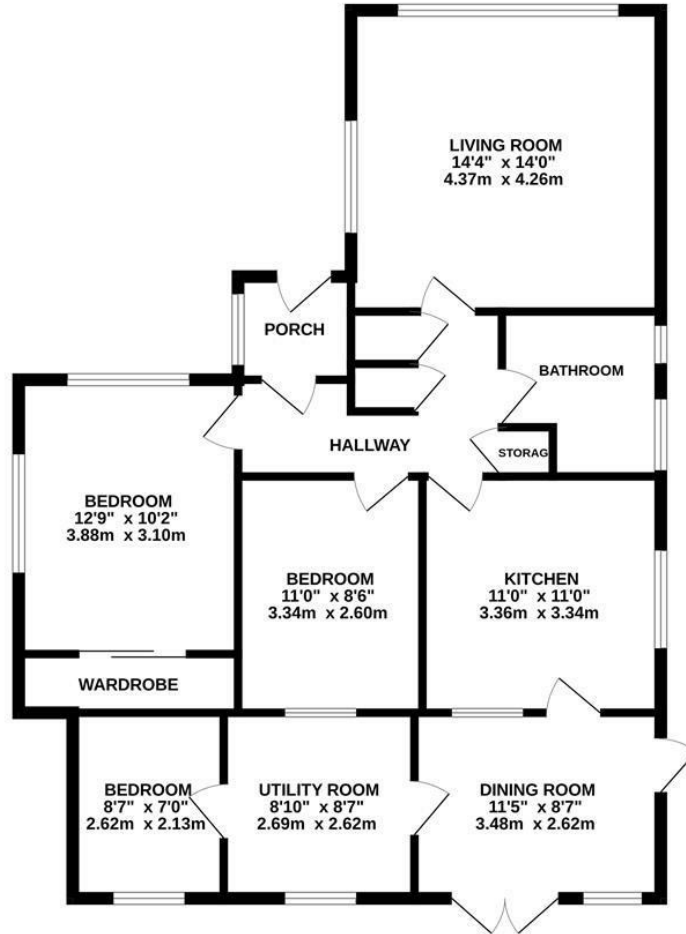 LIVING ROOM
14'4" x 14'0"
4.37m x 4.26m
PORCH
BATHROOM
HALLWAY
STORAG
BEDROOM
12'9" x 10'2"
3.88m x 3.10m
BEDROOM
11'0" x 8'6"
3.34m x 2.60m
KITCHEN
11'0" x 11'0"
3.36m x 3.34m
WARDROBE
BEDROOM
8'7" x 7'0"
2.62m x 2.13m
UTILITY ROOM
8'10" x 8'7"
2.69m x 2.62m
DINING ROOM
11'5" x 8'7"
3.48m x 2.62m